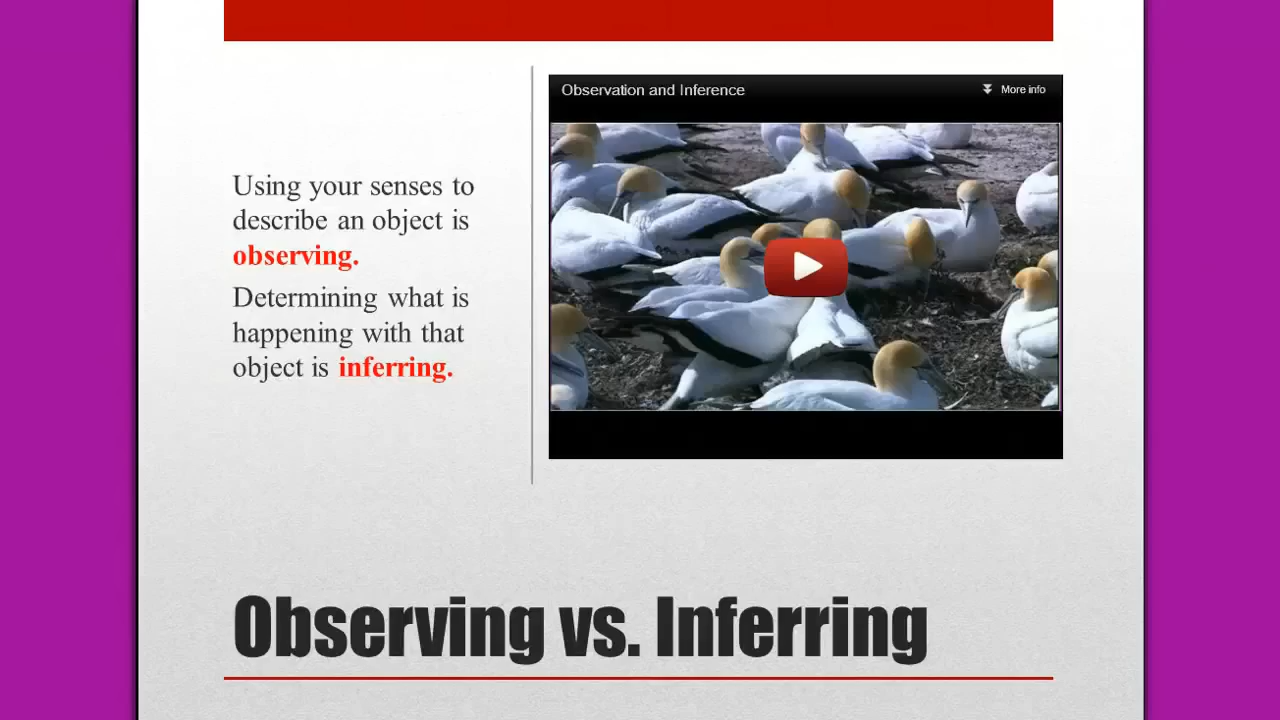 Observation and Inference
More info
Using your senses to
describe an object is
observing.
Determining what is
happening with that
object is inferring.
Observing vs. Inferring